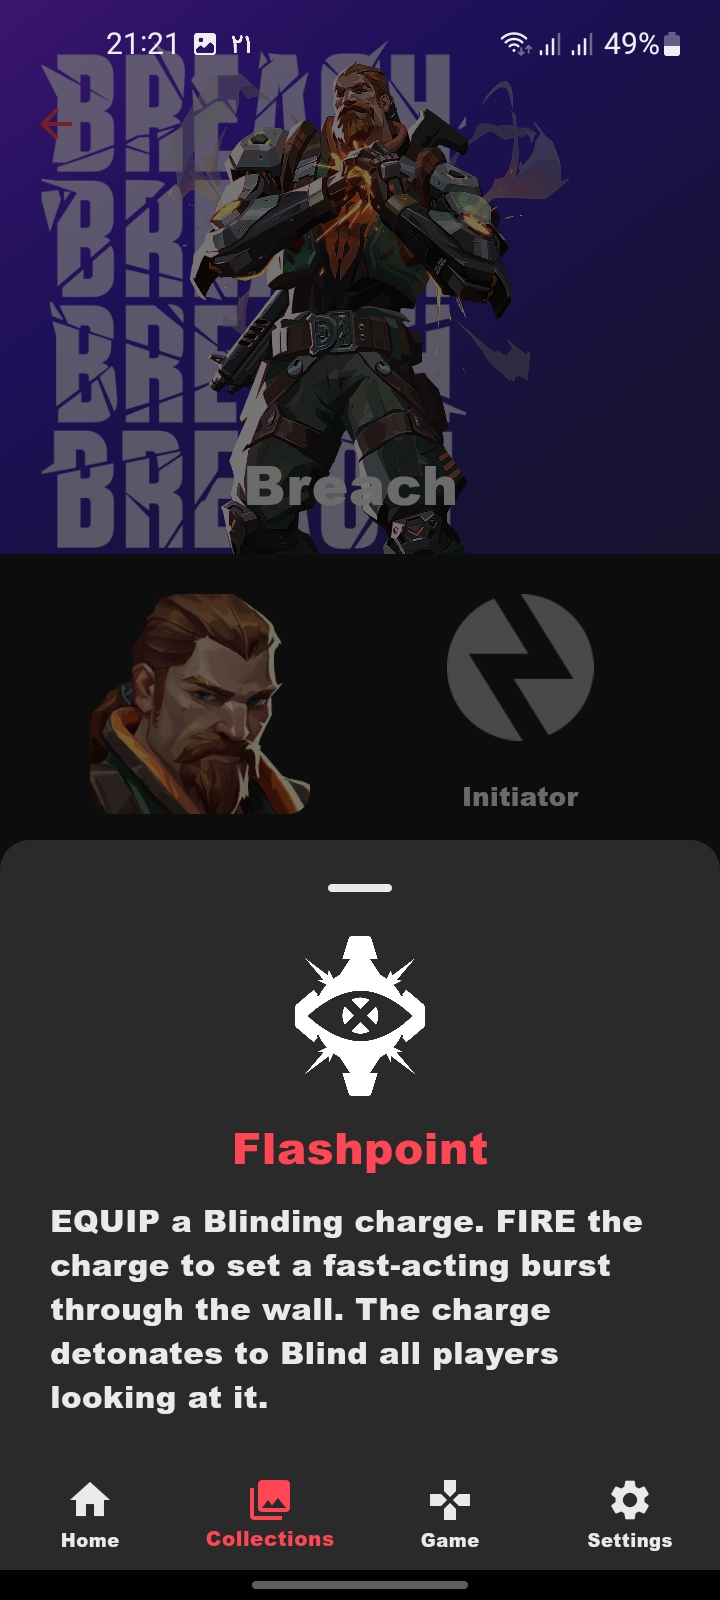 21:21 ٢١ 49%
BREACH
BREACH
BREACH
BREACH
Breach
Initiator
Flashpoint
EQUIP a Blinding charge. FIRE the
charge to set a fast-acting burst
through the wall. The charge
detonates to Blind all players
looking at it.
Home Collections Game Settings